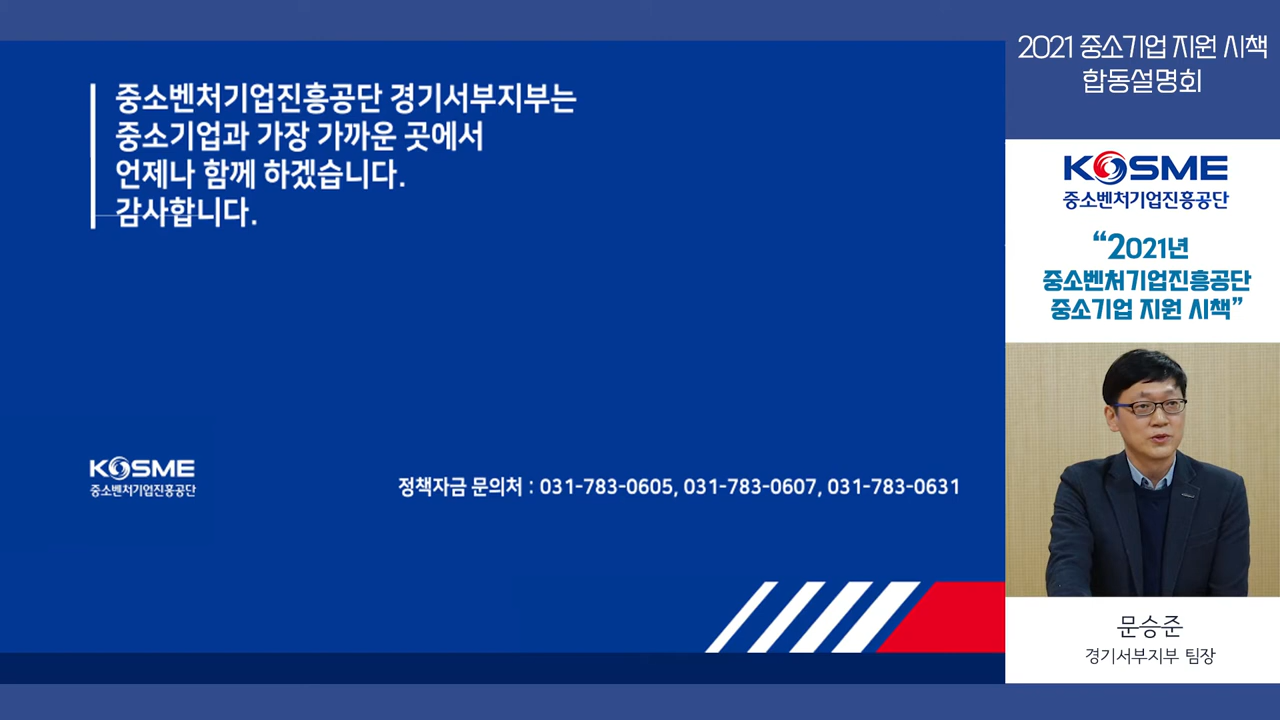 중소벤처기업진흥공단 경기서부지부는
중소기업과 가장 가까운 곳에서
언제나 함께 하겠습니다.
감사합니다.
KOSME
중소벤처기업진흥공단
정책자금 문의처 : 031-783-0605, 031-783-0607, 031-783-0631
2021 중소기업 지원 시책
합동설명회
KOSME
중소벤처기업진흥공단
“2021년
중소벤처기업진흥공단
중소기업 지원 시책”
문승준
경기서부지부 팀장